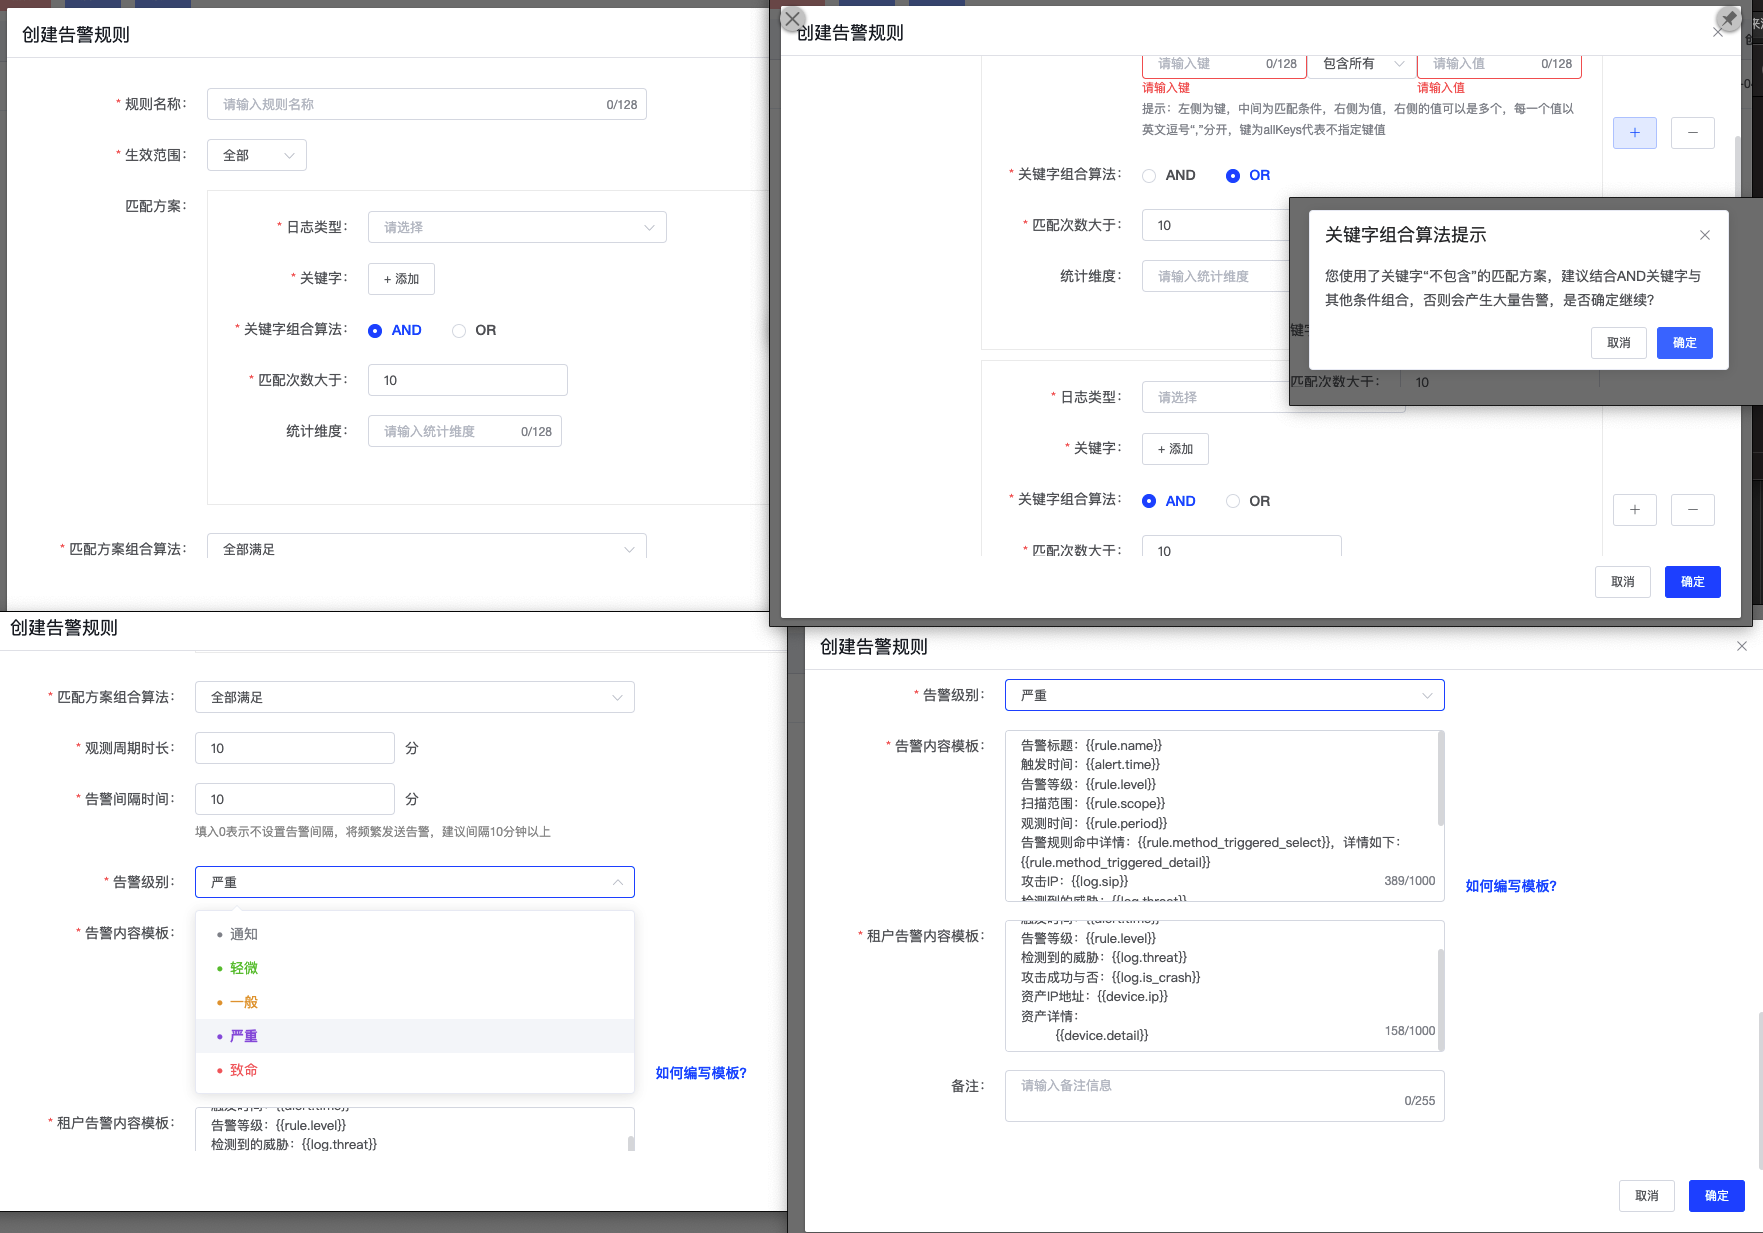 创建告警规则
* 规则名称：
请输入规则名称
0/128
* 生效范围：
全部
匹配方案：
* 日志类型：
请选择
* 关键字：
+ 添加
* 关键字组合算法：
AND
OR
* 匹配次数大于：
10
统计维度：
请输入统计维度
0/128
* 匹配方案组合算法：
全部满足
创建告警规则
请输入键
0/128
包含所有
请输入值
0/128
请输入键
请输入值
提示：左侧为键，中间为匹配条件，右侧为值，右侧的值可以是多个，每一个值以
英文逗号“,”分开，键为allKeys代表不指定键值
* 关键字组合算法：
AND
OR
* 匹配次数大于：
10
统计维度：
请输入统计维度
关键字组合算法提示
您使用了关键字“不包含”的匹配方案，建议结合AND关键字与
其他条件组合，否则会产生大量告警，是否确定继续？
取消
确定
匹配次数大于：
10
* 日志类型：
请选择
* 关键字：
+ 添加
* 关键字组合算法：
AND
OR
* 匹配次数大于：
10
取消
确定
创建告警规则
* 匹配方案组合算法：
全部满足
* 观测周期时长：
10
分
* 告警间隔时间：
10
分
填入0表示不设置告警间隔，将频繁发送告警，建议间隔10分钟以上
* 告警级别：
严重
* 告警内容模板：
通知
轻微
一般
严重
致命
如何编写模板?
* 租户告警内容模板：
触发时间：{{alert.time}}
告警等级：{{rule.level}}
检测到的威胁：{{log.threat}}
创建告警规则
* 告警级别：
严重
* 告警内容模板：
告警标题：{{rule.name}}
触发时间：{{alert.time}}
告警等级：{{rule.level}}
扫描范围：{{rule.scope}}
观测时间：{{rule.period}}
告警规则命中详情：{{rule.method_triggered_select}}，详情如下：
{{rule.method_triggered_detail}}
攻击IP：{{log.sip}}
检测到的威胁：{{log.threat}}
389/1000
如何编写模板?
* 租户告警内容模板：
触发时间：{{alert.time}}
告警等级：{{rule.level}}
检测到的威胁：{{log.threat}}
攻击成功与否：{{log.is_crash}}
资产IP地址：{{device.ip}}
资产详情：
{{device.detail}}
158/1000
备注：
请输入备注信息
0/255
取消
确定